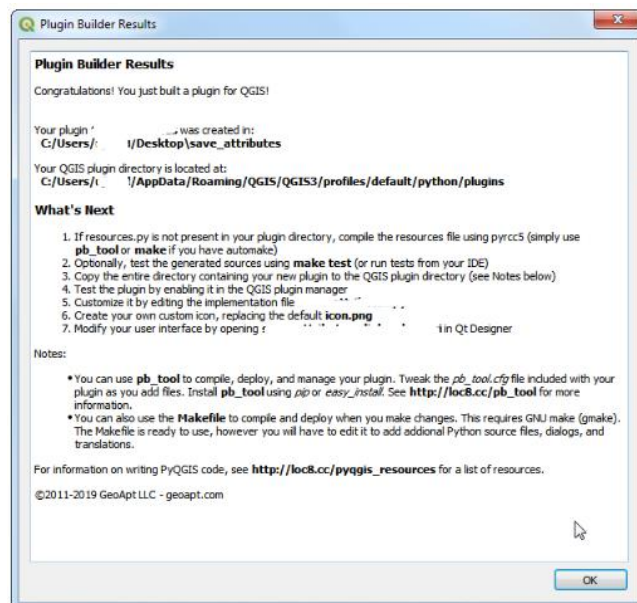 Plugin Builder Results
Plugin Builder Results
Congratulations! You just built a plugin for QGIS!
Your plugin was created in:
C:/Users/ /Desktop\save_attributes
Your QGIS plugin directory is located at:
C:/Users/ /AppData/Roaming/QGIS/QGIS3/profiles/default/python/plugins
What's Next
1. If resources.py is not present in your plugin directory, compile the resources file using pyrcc5 (simply use
pb_tool or make if you have automake)
2. Optionally, test the generated sources using make test (or run tests from your IDE)
3. Copy the entire directory containing your new plugin to the QGIS plugin directory (see Notes below)
4. Test the plugin by enabling it in the QGIS plugin manager
5. Customize it by editing the implementation file
6. Create your own custom icon, replacing the default icon.png
7. Modify your user interface by opening in Qt Designer
Notes:
•You can use pb_tool to compile, deploy, and manage your plugin. Tweak the pb_tool.cfg file included with your
plugin as you add files. Install pb_tool using pip or easy_install. See http://loc8.cc/pb_tool for more
information.
•You can also use the Makefile to compile and deploy when you make changes. This requires GNU make (gmake).
The Makefile is ready to use, however you will have to edit it to add addional Python source files, dialogs, and
translations.
For information on writing PyQGIS code, see http://loc8.cc/pyqgis_resources for a list of resources.
©2011-2019 GeoApt LLC - geoapt.com
OK